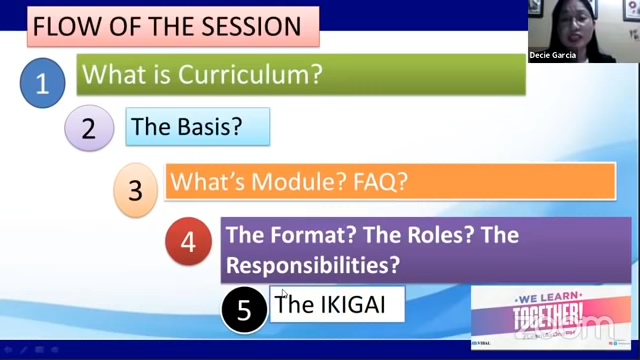 FLOW OF THE SESSION
Decie Garcia
1
What is Curriculum?
2
The Basis?
3
What's Module? FAQ?
4
The Format? The Roles? The
Responsibilities?
5
The IKIGAI
WE LEARN
TOGETHER!
zoom